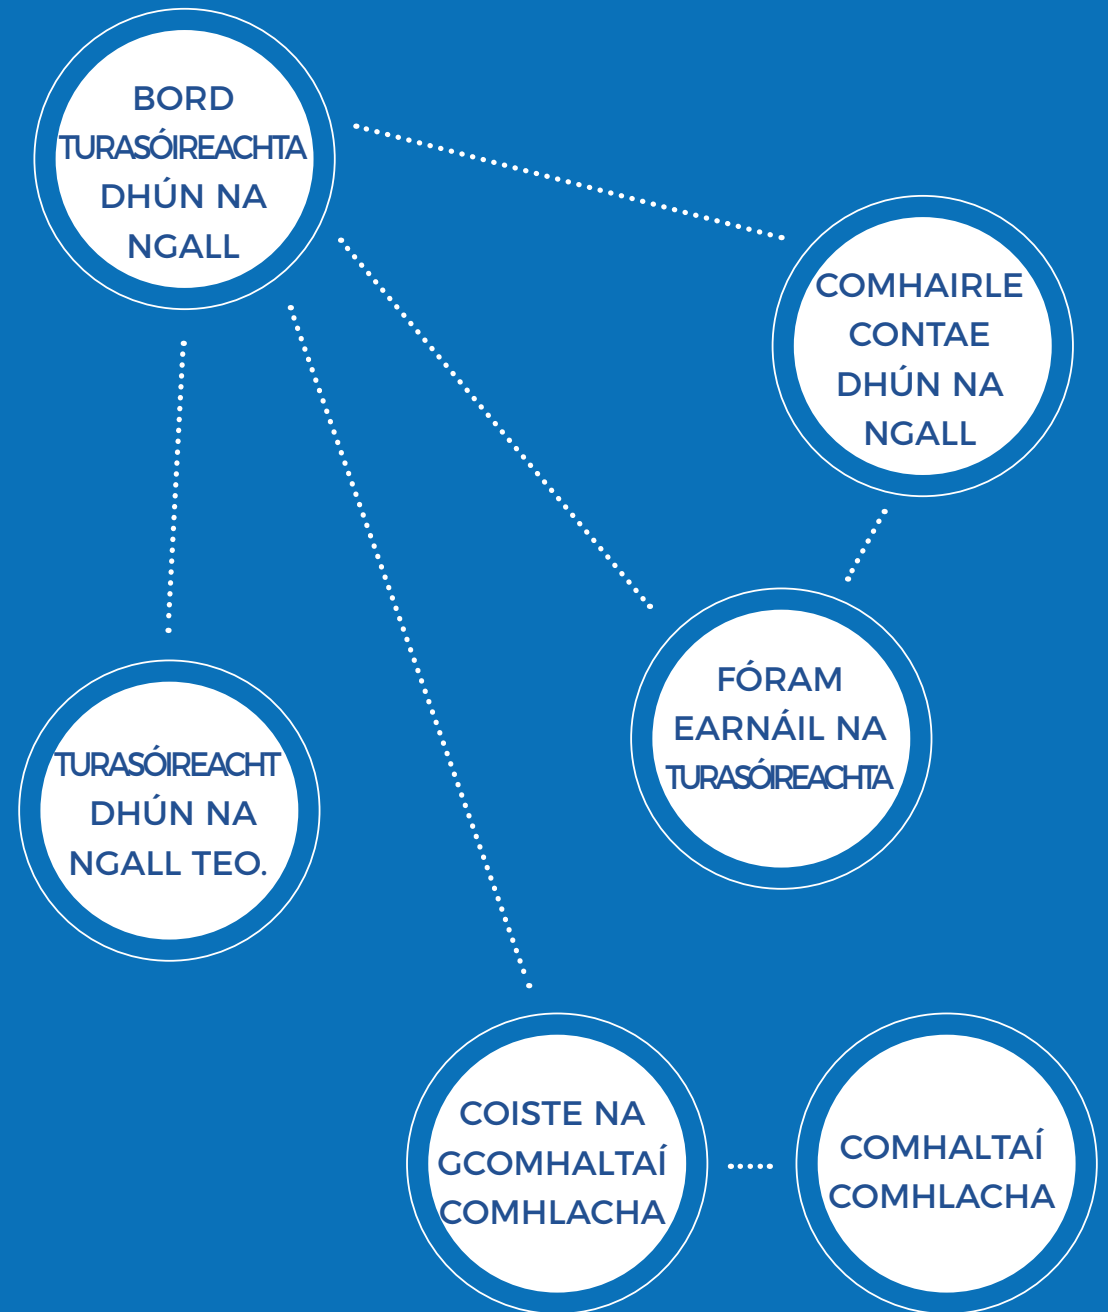 BORD
TURASÓIREACHTA
DHÚN NA
NGALL
COMHAIRLE
CONTAE
DHÚN NA
NGALL
FÓRAM
EARNÁIL NA
TURASÓIREACHTA
TURASÓIREACHT
DHÚN NA
NGALL TEO.
COISTE NA
GCOMHALTAÍ
COMHLACHA
COMHALTAÍ
COMHLACHA